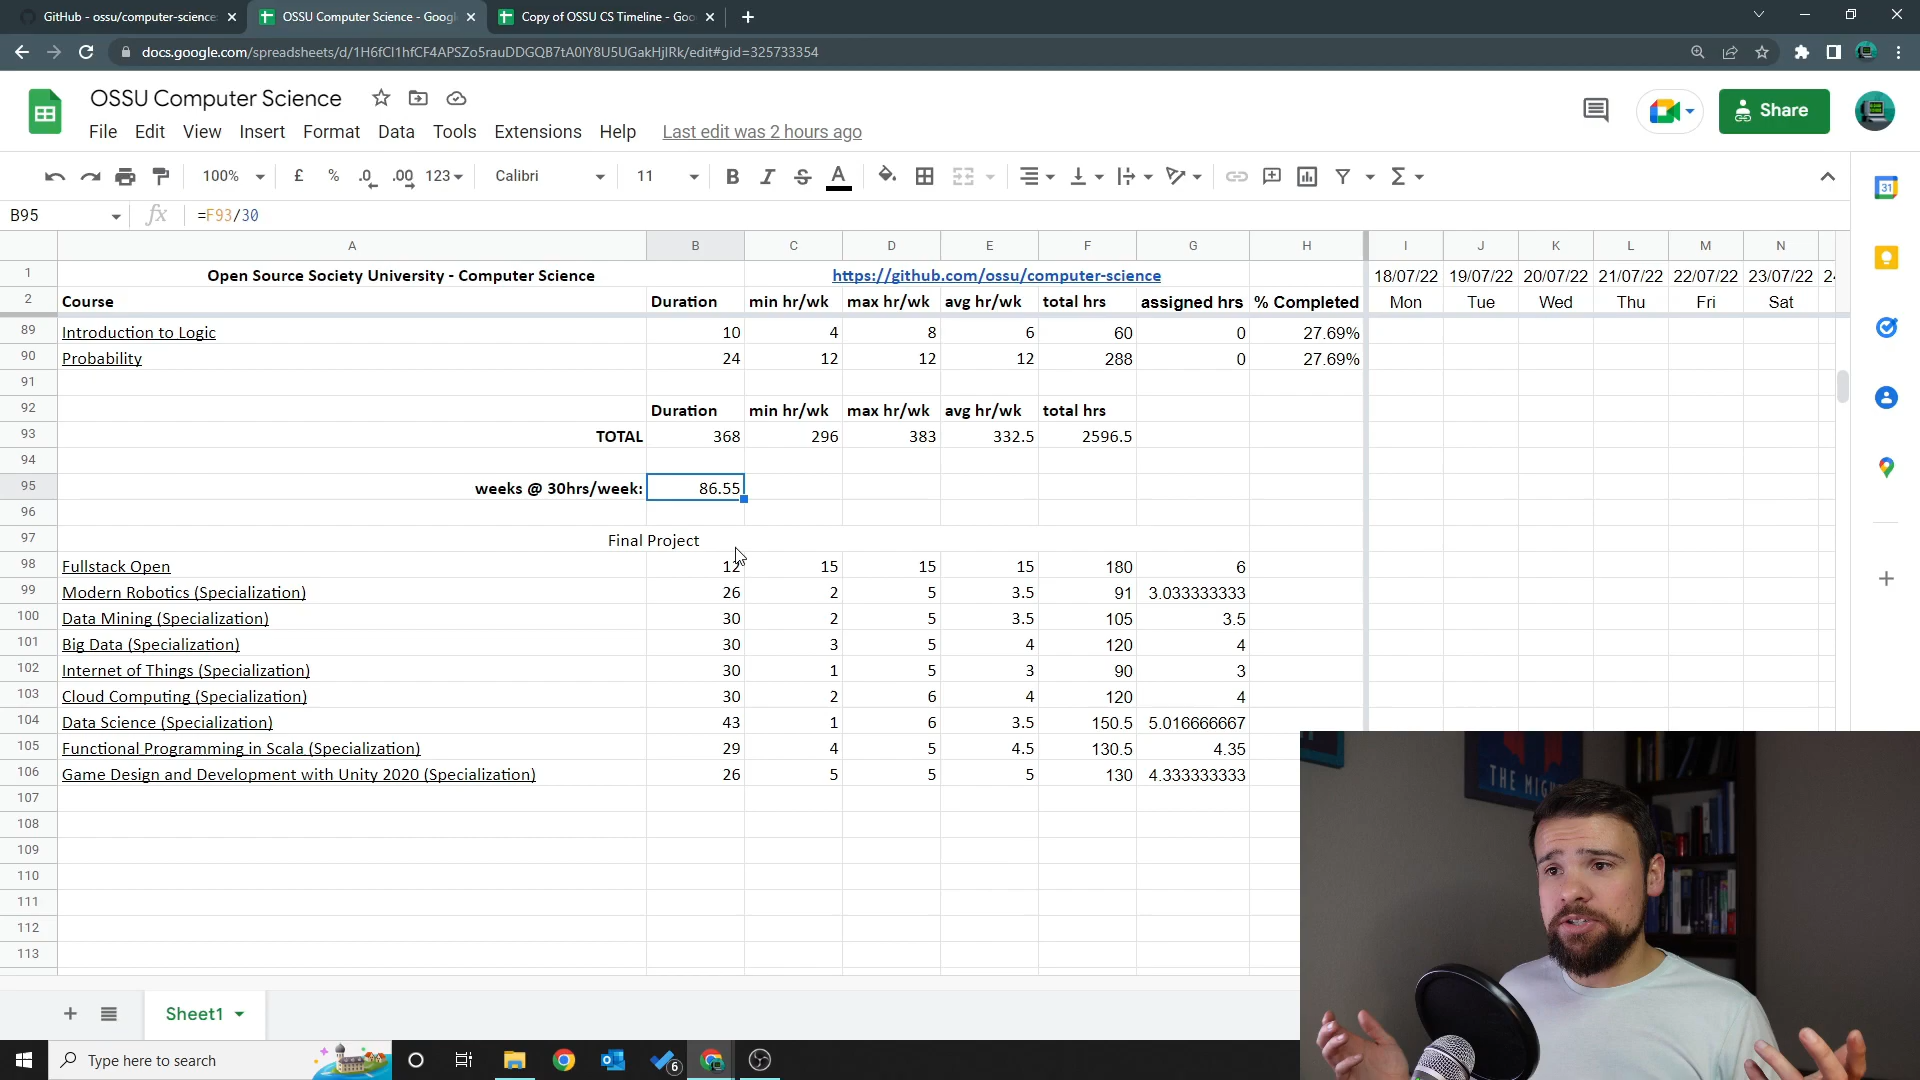 GitHub - ossu/computer-science:
OSSU Computer Science - Googl
Copy of OSSU CS Timeline - Goo
docs.google.com/spreadsheets/d/1H6fCl1hfCF4APSZo5rauDDGQB7tA0lY8U5UGakHjlRk/edit#gid=325733354
OSSU Computer Science
Share
File Edit View Insert Format Data Tools Extensions Help Last edit was 2 hours ago
100% £ % .0 .00 123 Calibri 11 B I S A
31
B95 fx =F93/30
A B C D E F G H I J K L M N
1 Open Source Society University - Computer Science https://github.com/ossu/computer-science 18/07/22 19/07/22 20/07/22 21/07/22 22/07/22 23/07/22 24
2 Course Duration min hr/wk max hr/wk avg hr/wk total hrs assigned hrs % Completed Mon Tue Wed Thu Fri Sat
89 Introduction to Logic 10 4 8 6 60 0 27.69%
90 Probability 24 12 12 12 288 0 27.69%
91
92 Duration min hr/wk max hr/wk avg hr/wk total hrs
93 TOTAL 368 296 383 332.5 2596.5
94
95 weeks @ 30hrs/week: 86.55
96
97 Final Project
98 Fullstack Open 12 15 15 15 180 6
99 Modern Robotics (Specialization) 26 2 5 3.5 91 3.033333333
100 Data Mining (Specialization) 30 2 5 3.5 105 3.5
101 Big Data (Specialization) 30 3 5 4 120 4
102 Internet of Things (Specialization) 30 1 5 3 90 3
103 Cloud Computing (Specialization) 30 2 6 4 120 4
104 Data Science (Specialization) 43 1 6 3.5 150.5 5.016666667
105 Functional Programming in Scala (Specialization) 29 4 5 4.5 130.5 4.35
106 Game Design and Development with Unity 2020 (Specialization) 26 5 5 5 130 4.333333333
107
108
109
110
111
112
113
THE MIGH
Sheet1
Type here to search
6